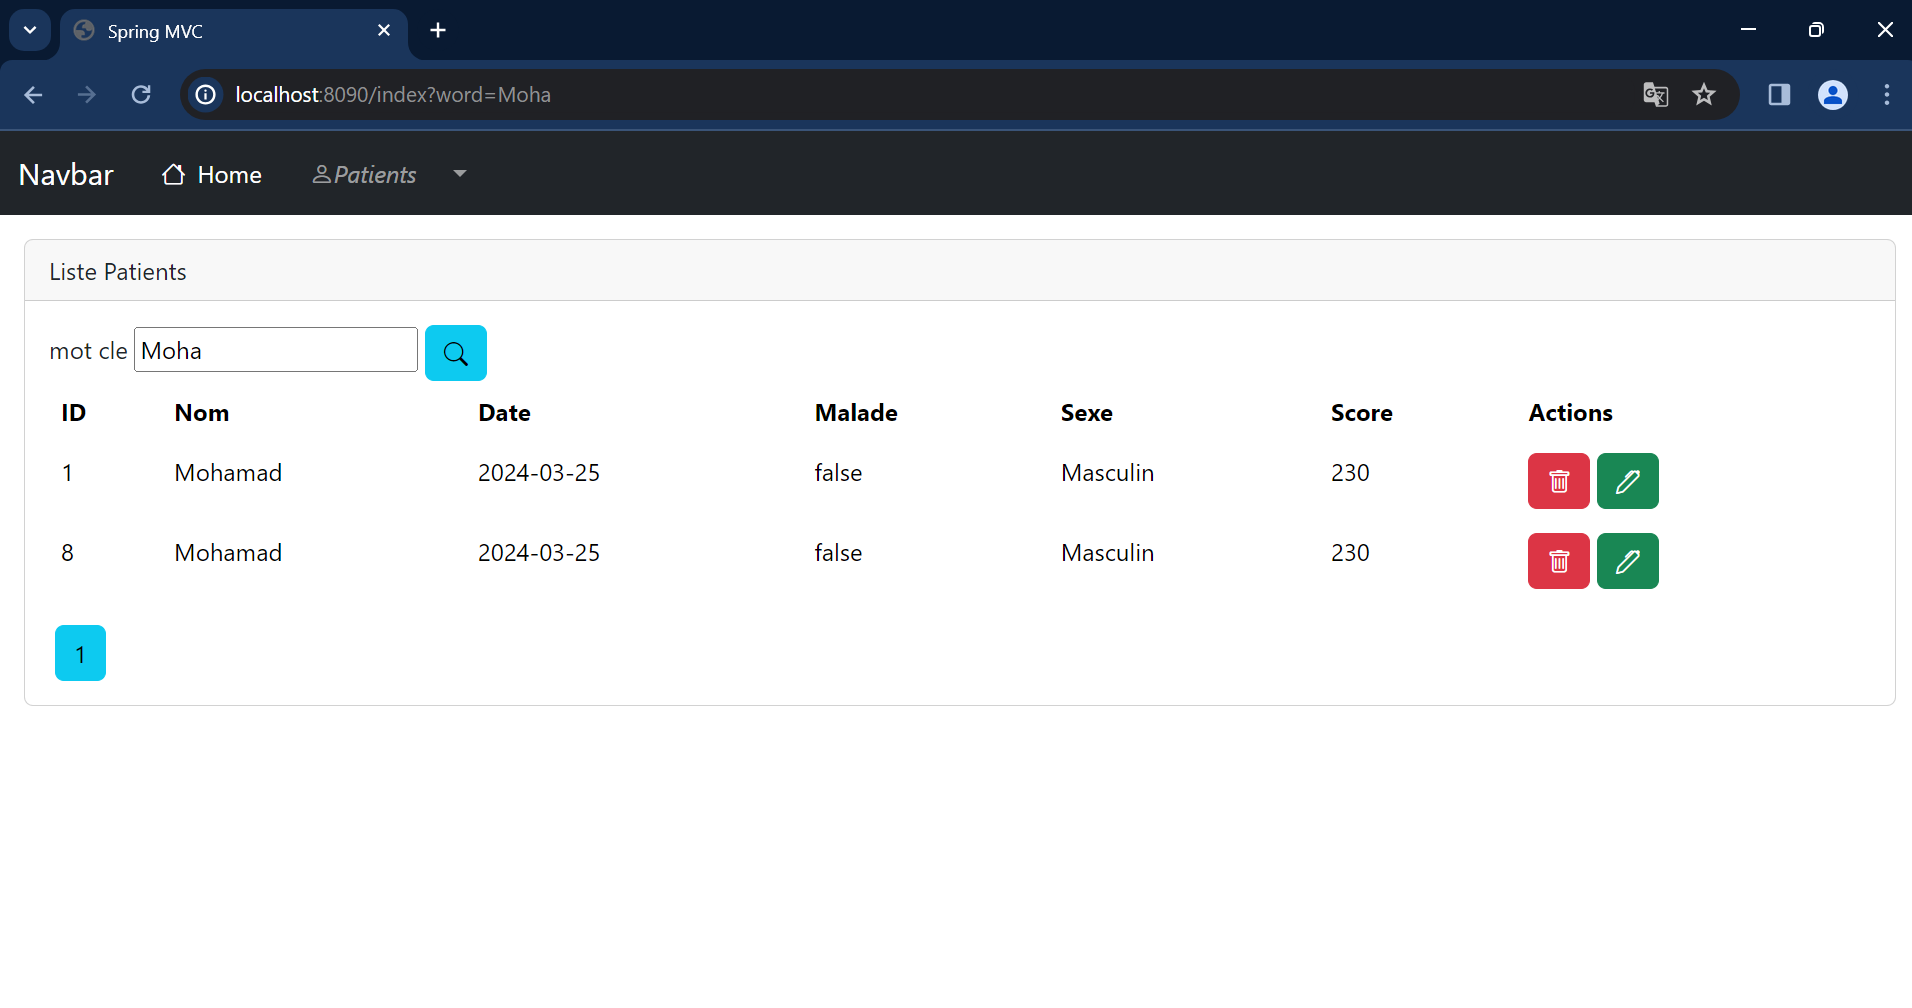 Spring MVC
localhost:8090/index?word=Moha
Navbar Home Patients
Liste Patients
mot cle Moha
ID Nom Date Malade Sexe Score Actions
1 Mohamad 2024-03-25 false Masculin 230
8 Mohamad 2024-03-25 false Masculin 230
1